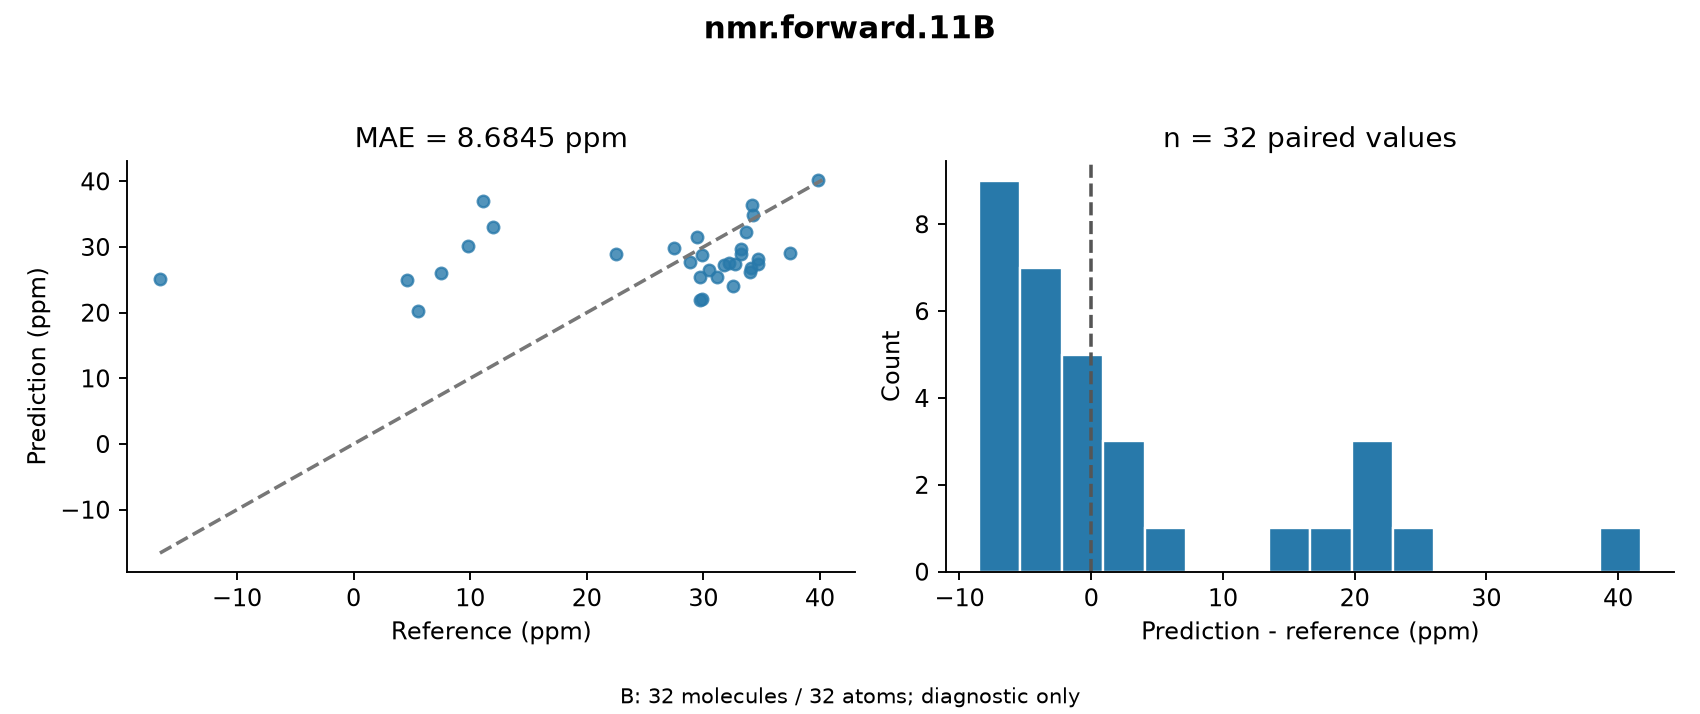 nmr.forward.11B
MAE = 8.6845 ppm
Prediction (ppm)
40
30
20
10
0
−10
−10 0 10 20 30 40
Reference (ppm)
n = 32 paired values
Count
8
6
4
2
0
−10 0 10 20 30 40
Prediction - reference (ppm)
B: 32 molecules / 32 atoms; diagnostic only